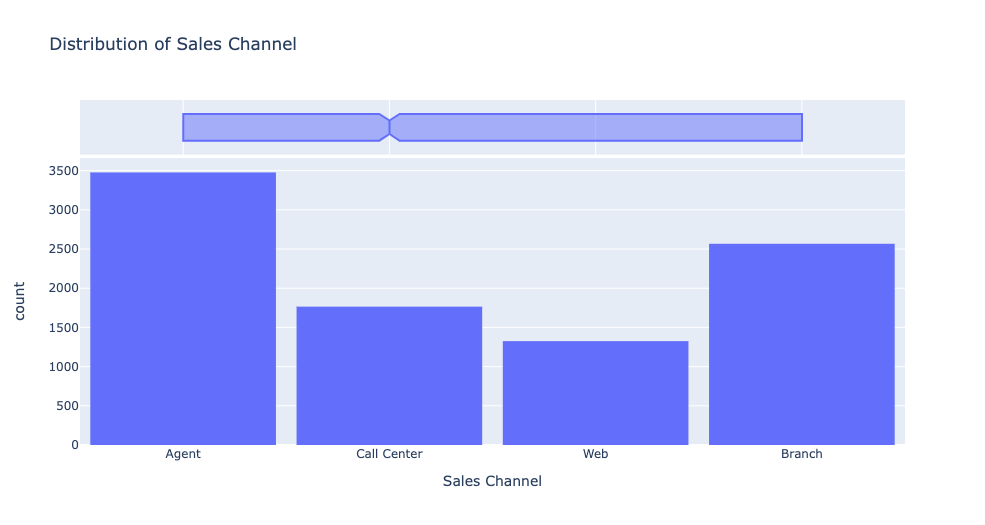 Distribution of Sales Channel
3500
3000
2500
2000
1500
1000
500
0
count
Agent
Call Center
Web
Branch
Sales Channel